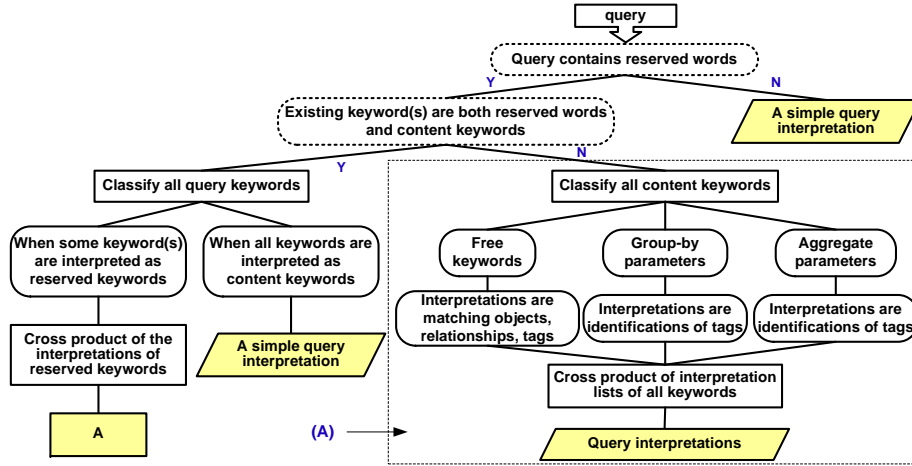 query
Query contains reserved words
Y
N
Existing keyword(s) are both reserved words
and content keywords
A simple query
interpretation
Y
N
Classify all query keywords
Classify all content keywords
When some keyword(s)
are interpreted as
reserved keywords
When all keywords are
interpreted as
content keywords
Free
keywords
Group-by
parameters
Aggregate
parameters
Interpretations are
matching objects,
relationships, tags
Interpretations are
identifications of tags
Interpretations are
identifications of tags
Cross product of the
interpretations of
reserved keywords
A simple query
interpretation
Cross product of interpretation
lists of all keywords
A
(A)
Query interpretations